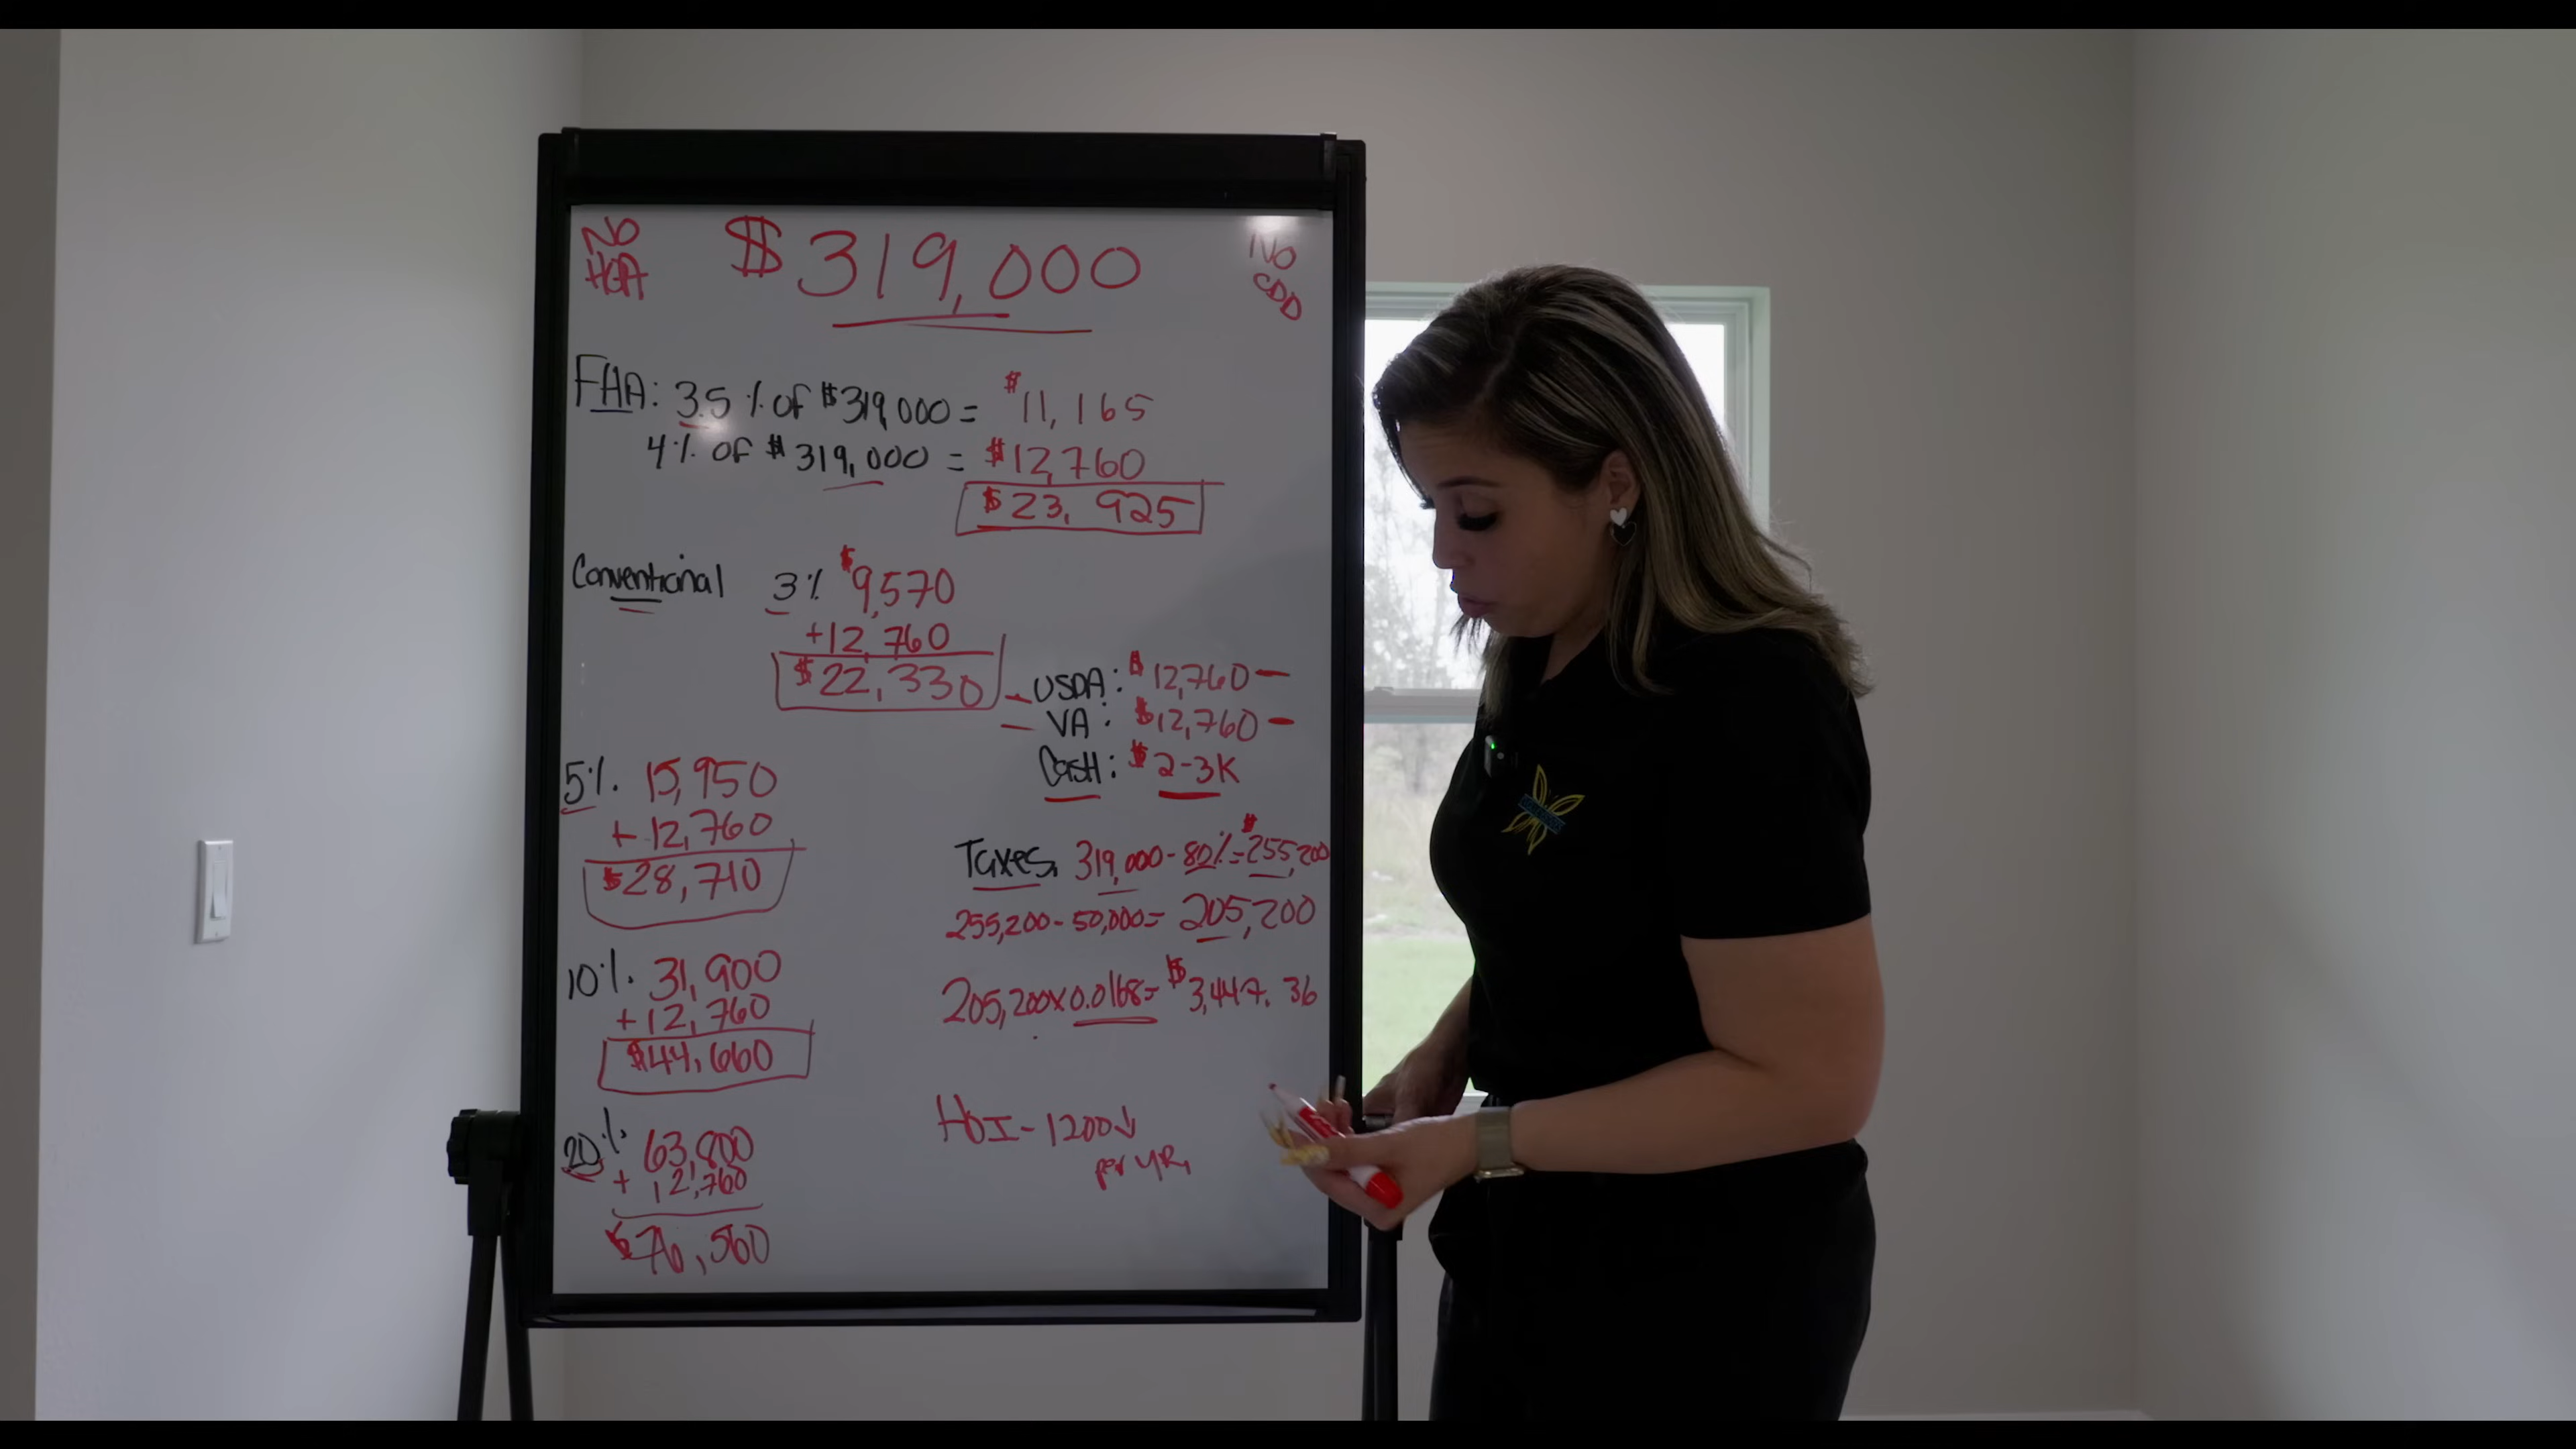 NO
HOA
$319,000
NO
CDD
FHA: 3.5% of $319,000 = $11,165
4% OF $319,000 = $12,760
$23,925
Conventional 3% $9,570
+12,760
$22,330
USDA: $12,760
VA: $12,760
Cash: $2-3K
5% 15,950
+ 12,760
$28,710
10% 31,900
+ 12,760
$44,660
20% 63,800
+ 12,760
$76,560
Taxes, 319,000 - 80% = $255,200
255,200 - 50,000 = 205,200
205,200 x 0.0168 = $3,447.36
HOI - 1200↓
per yr,